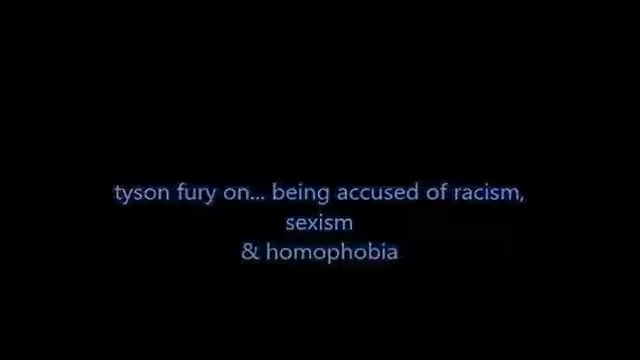 tyson fury on... being accused of racism,
sexism
& homophobia